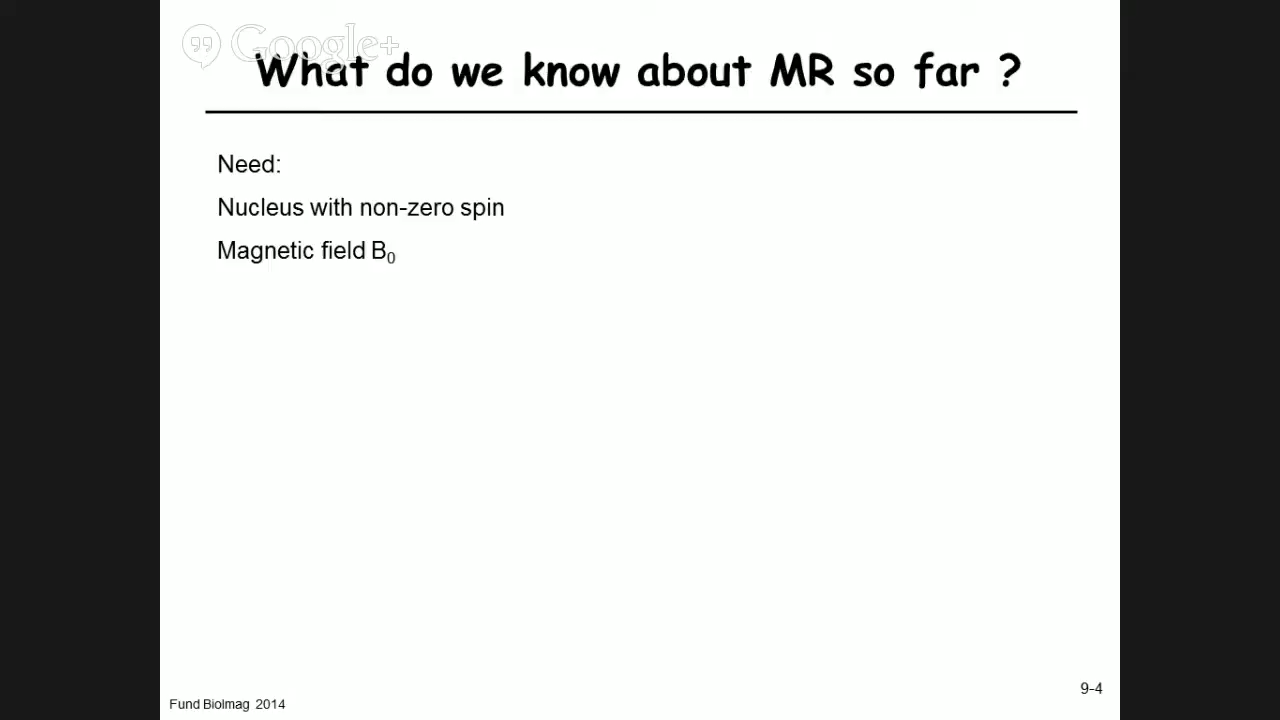 Google+
What do we know about MR so far ?
Need:
Nucleus with non-zero spin
Magnetic field B₀
9-4
Fund BioImag 2014